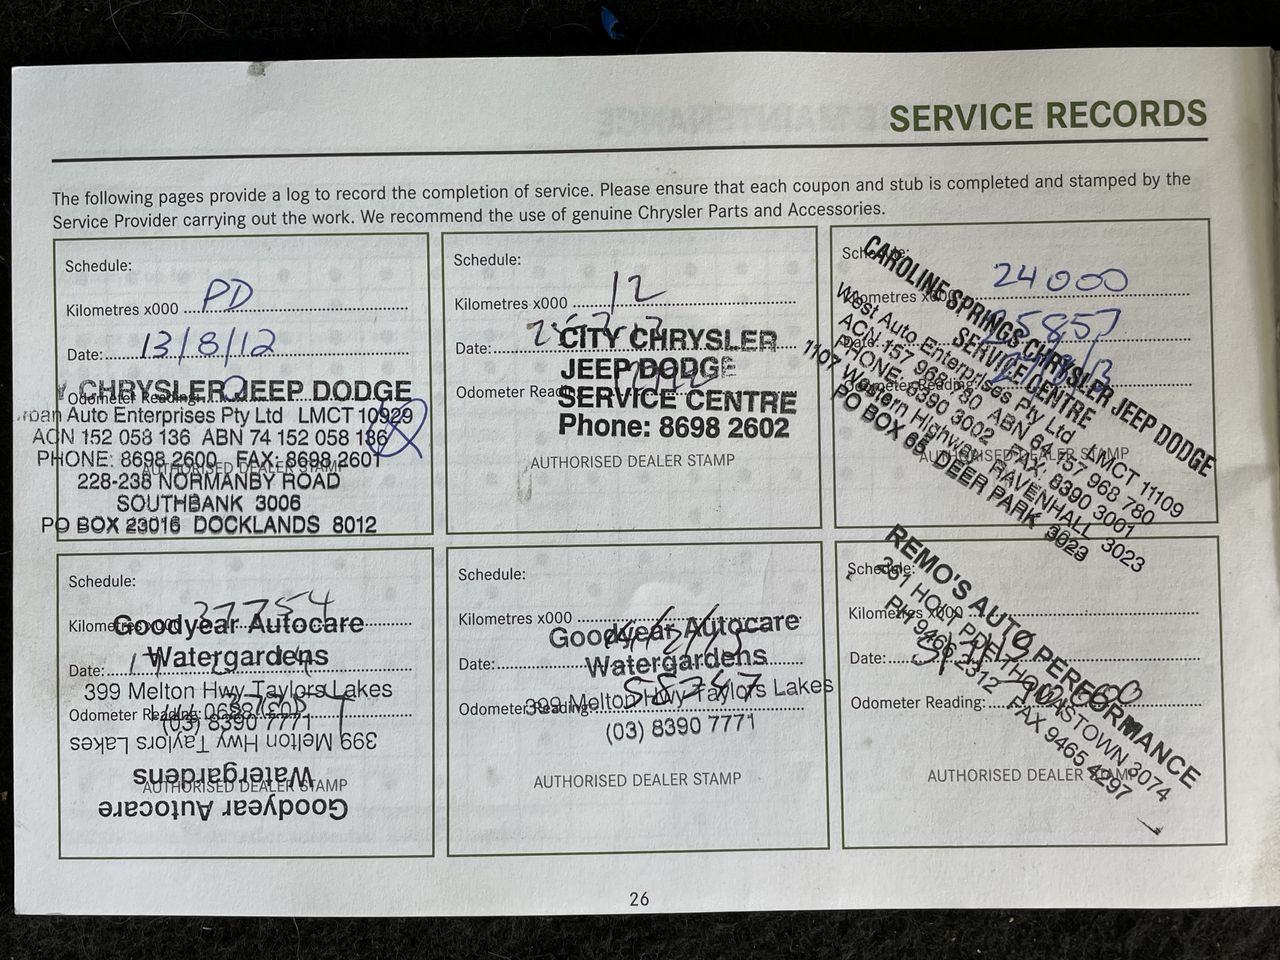 SERVICE RECORDS
The following pages provide a log to record the completion of service. Please ensure that each coupon and stub is completed and stamped by the
Service Provider carrying out the work. We recommend the use of genuine Chrysler Parts and Accessories.
Schedule:
Kilometres x000 PD
Date: 13/8/12
Odometer Reading:
CHRYSLER JEEP DODGE
Auto Enterprises Pty Ltd LMCT 10929
ACN 152 058 136 ABN 74 152 058 136
PHONE: 8698 2600 FAX: 8698 2601
AUTHORISED DEALER STAMP
228-238 NORMANBY ROAD
SOUTHBANK 3006
PO BOX 23016 DOCKLANDS 8012
Schedule:
Kilometres x000 12
Date:
CITY CHRYSLER
JEEP DODGE
Odometer Reading
SERVICE CENTRE
Phone: 8698 2602
AUTHORISED DEALER STAMP
Schedule:
24000
Kilometres x000
25857
Date:
Odometer Reading:
CAROLINE SPRINGS CHRYSLER JEEP DODGE
SERVICE CENTRE
West Auto Enterprises Pty Ltd LMCT 11109
ACN 157 968 780 ABN 64 157 968 780
PHONE: 8390 3002 FAX: 8390 3001
1107 Western Highway RAVENHALL 3023
PO BOX 66 DEER PARK 3023
AUTHORISED DEALER STAMP
Schedule:
37754
Kilometres x000
Goodyear Autocare
Watergardens
Date:
399 Melton Hwy Taylors Lakes
Odometer Reading:
(03) 8390 7771
399 Melton Hwy Taylors Lakes
Watergardens
AUTHORISED DEALER STAMP
Goodyear Autocare
Schedule:
Kilometres x000
Goodyear Autocare
Watergardens
Date:
399 Melton Hwy Taylors Lakes
Odometer Reading:
(03) 8390 7771
AUTHORISED DEALER STAMP
Schedule:
Kilometres x000
Date:
Odometer Reading:
REMO'S AUTO PERFORMANCE
THOMASTOWN 3074
PH 9466 2312 FAX 9465 4297
AUTHORISED DEALER STAMP
26